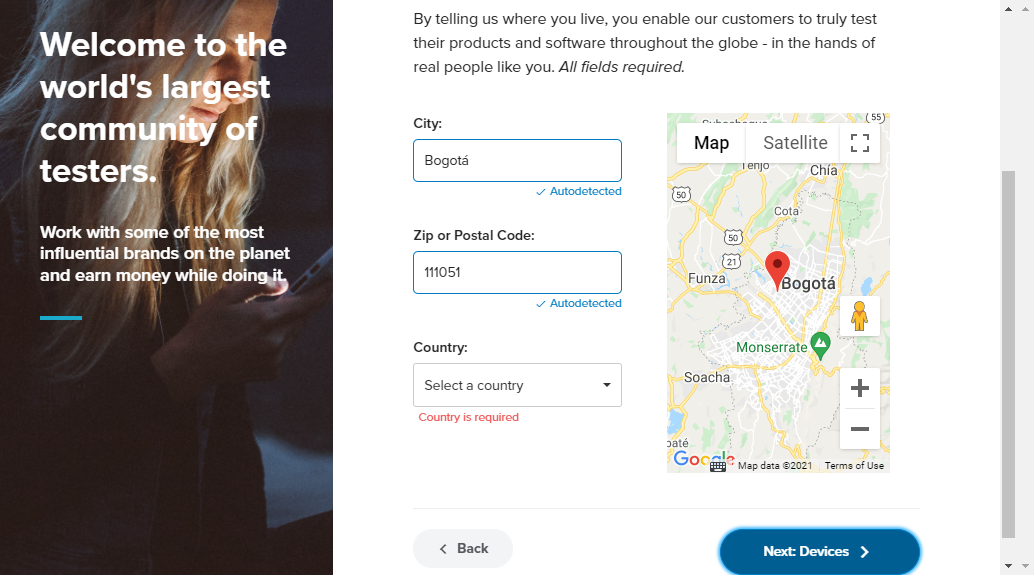 Welcome to the
world's largest
community of
testers.
Work with some of the most
influential brands on the planet
and earn money while doing it.
By telling us where you live, you enable our customers to truly test
their products and software throughout the globe - in the hands of
real people like you. All fields required.
City:
Bogotá
Autodetected
Zip or Postal Code:
111051
Autodetected
Country:
Select a country
Country is required
55
Map
Satellite
Tenjo
Chía
50
Cota
50
21
Funza
Bogotá
Monserrate
Soacha
Google
Map data ©2021
Terms of Use
Back
Next: Devices